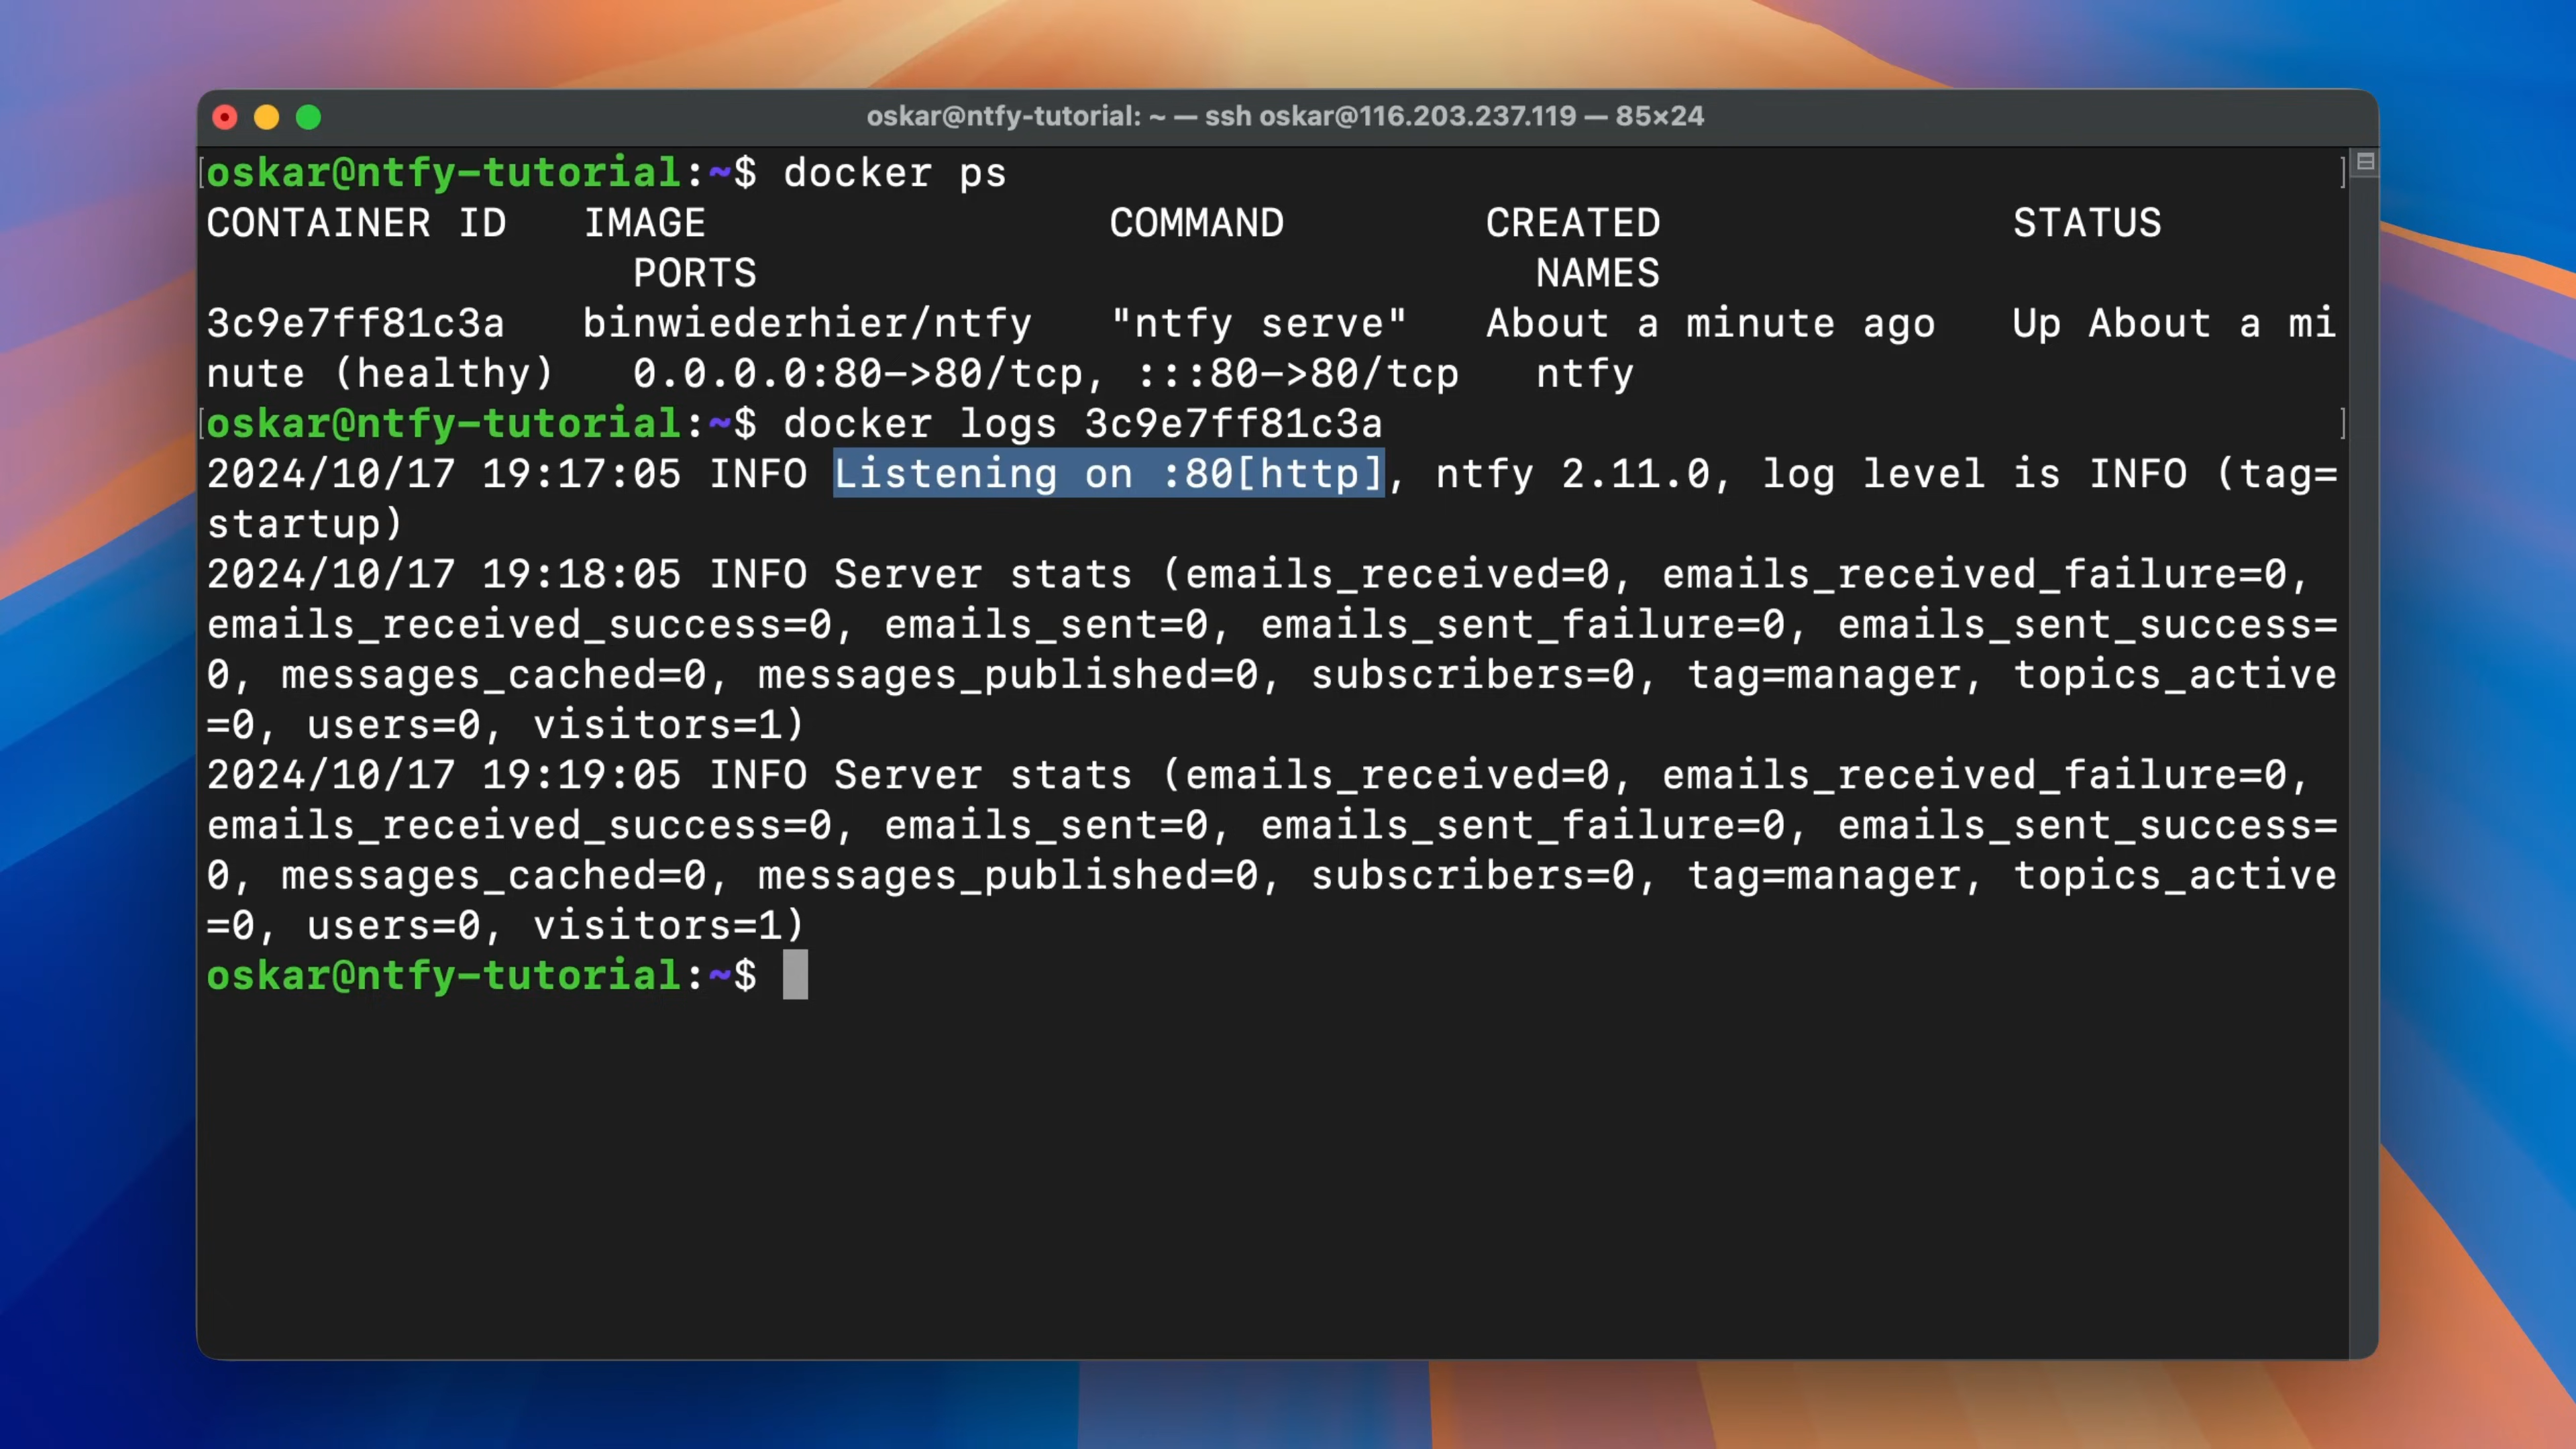 oskar@ntfy-tutorial: ~ — ssh oskar@116.203.237.119 — 85×24
[oskar@ntfy-tutorial:~$ docker ps ]
CONTAINER ID   IMAGE                COMMAND        CREATED              STATUS
                 PORTS                               NAMES
3c9e7ff81c3a   binwiederhier/ntfy   "ntfy serve"   About a minute ago   Up About a mi
nute (healthy)   0.0.0.0:80->80/tcp, :::80->80/tcp   ntfy
[oskar@ntfy-tutorial:~$ docker logs 3c9e7ff81c3a ]
2024/10/17 19:17:05 INFO Listening on :80[http], ntfy 2.11.0, log level is INFO (tag=
startup)
2024/10/17 19:18:05 INFO Server stats (emails_received=0, emails_received_failure=0,
emails_received_success=0, emails_sent=0, emails_sent_failure=0, emails_sent_success=
0, messages_cached=0, messages_published=0, subscribers=0, tag=manager, topics_active
=0, users=0, visitors=1)
2024/10/17 19:19:05 INFO Server stats (emails_received=0, emails_received_failure=0,
emails_received_success=0, emails_sent=0, emails_sent_failure=0, emails_sent_success=
0, messages_cached=0, messages_published=0, subscribers=0, tag=manager, topics_active
=0, users=0, visitors=1)
oskar@ntfy-tutorial:~$